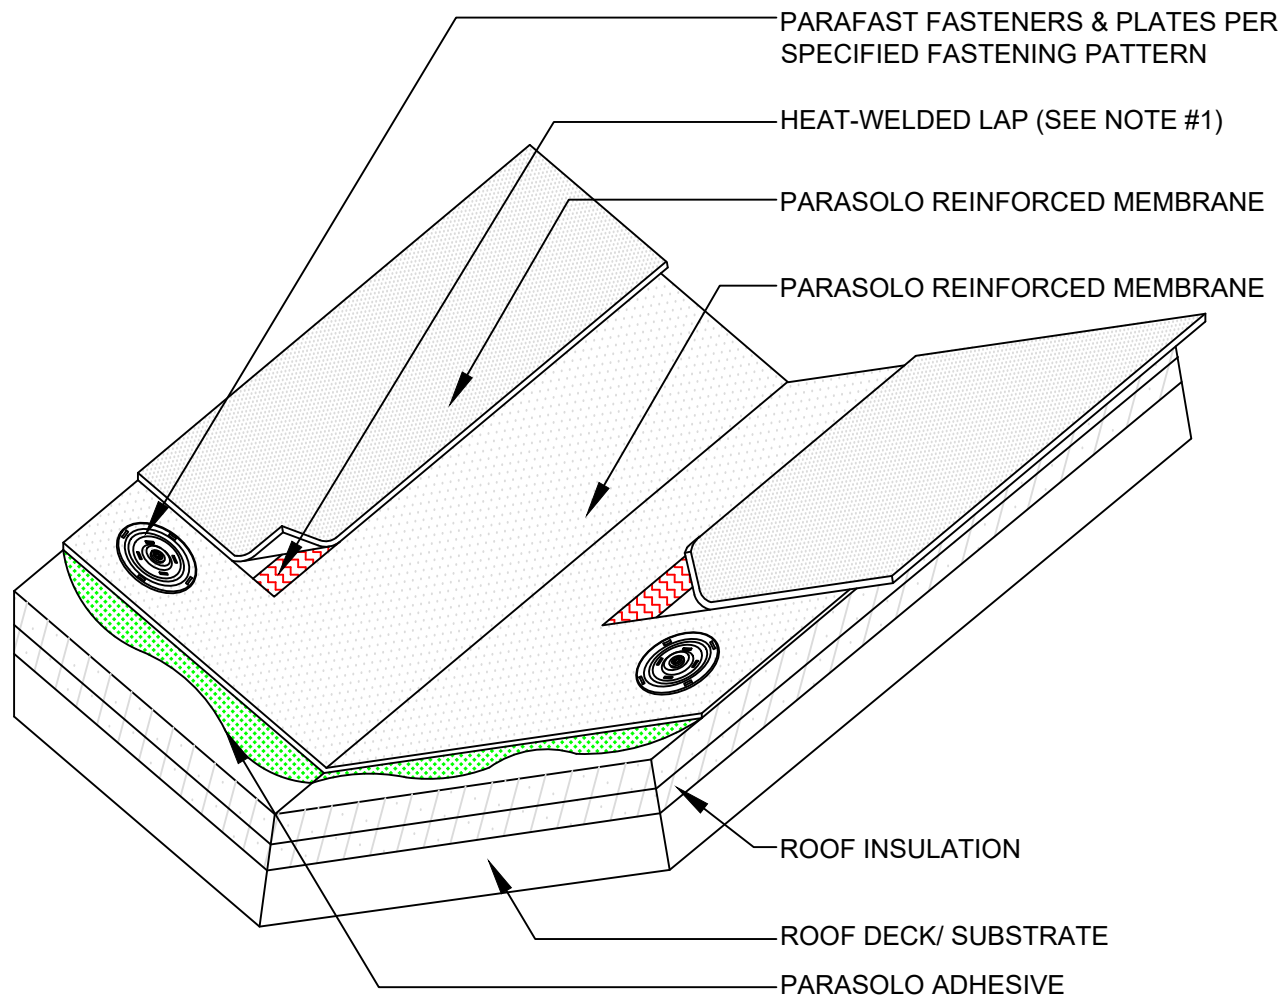 PARAFAST FASTENERS & PLATES PER
SPECIFIED FASTENING PATTERN
HEAT-WELDED LAP (SEE NOTE #1)
PARASOLO REINFORCED MEMBRANE
PARASOLO REINFORCED MEMBRANE
ROOF INSULATION
ROOF DECK/ SUBSTRATE
PARASOLO ADHESIVE